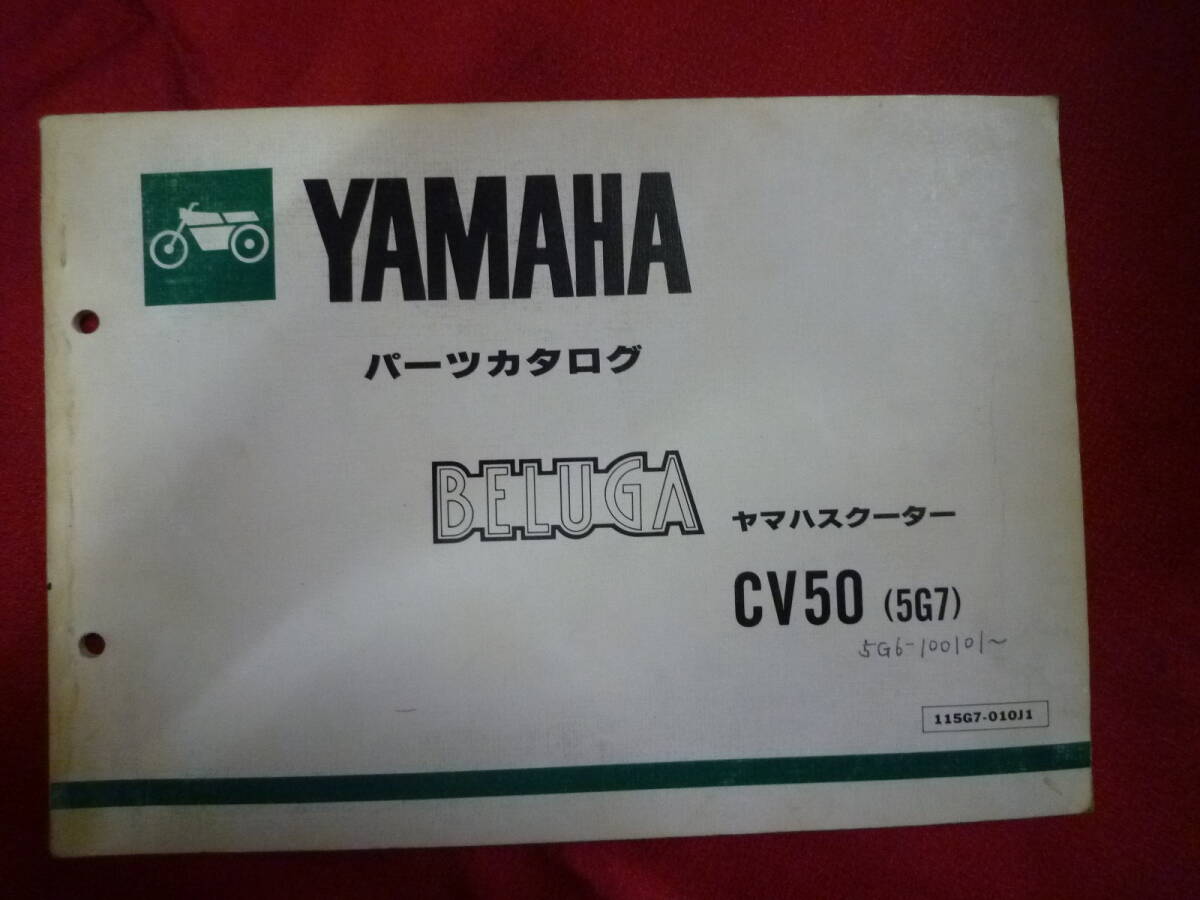 YAMAHA
パーツカタログ
BELUGA ヤマハスクーター
CV50 (5G7)
5G6-100101~
115G7-010J1